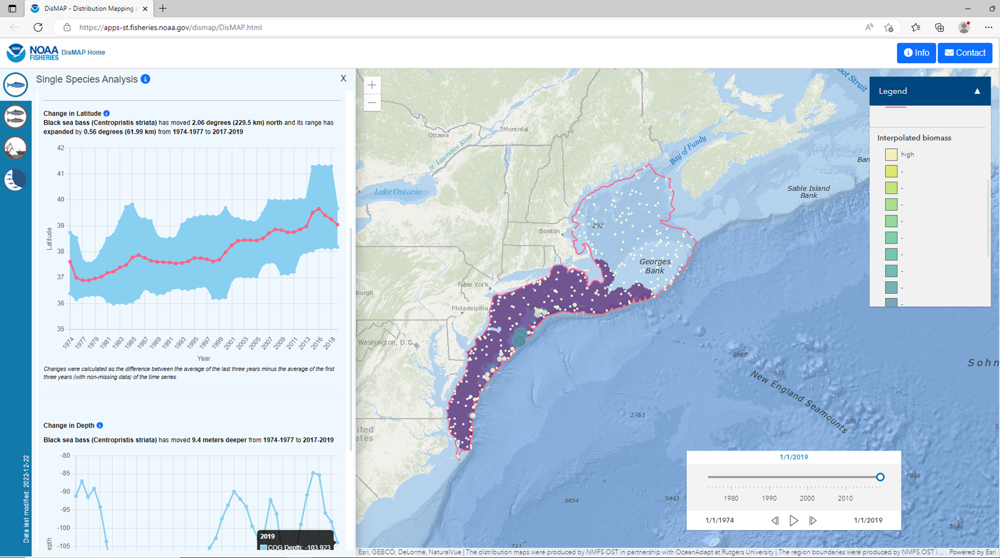 DisMAP - Distribution Mapping
https://apps-st.fisheries.noaa.gov/dismap/DisMAP.html
NOAA
NOAA
FISHERIES
DisMAP Home
Info
Contact
Single Species Analysis
X
Change in Latitude
Black sea bass (Centropristis striata) has moved 2.06 degrees (229.5 km) north and its range has
expanded by 0.56 degrees (61.99 km) from 1974-1977 to 2017-2019
42
41
40
39
38
37
36
35
Latitude
1974
1977
1979
1981
1983
1985
1987
1989
1991
1993
1995
1997
1999
2001
2003
2005
2007
2009
2011
2013
2016
2018
Year
Changes were calculated as the difference between the average of the last three years minus the average of the first
three years (with non-missing data) of the time series.
Change in Depth
Black sea bass (Centropristis striata) has moved 9.4 meters deeper from 1974-1977 to 2017-2019
-80
-85
-90
-95
-100
-105
epth
2019
COG Depth: -103.923
Data last modified: 2022-12-22
+
−
Ottawa
Montréal
St. Lawrence River
Bay of Fundy
oot Strait
Lake Ontario
Boston
292
Georges
Bank
New York
sburgh
Philadelphia
Washington, D.C.
ited
ates
Sable Island
Bank
Ban
5863
937
New England Seamounts
5597
Sohn
2751
5454
5443
711
1944
2546
5
Legend
Interpolated biomass
high
-
-
-
-
-
-
-
-
-
1/1/2019
1980
1990
2000
2010
1/1/1974
1/1/2019
Esri, GEBCO, DeLorme, NaturalVue | The distribution maps were produced by NMFS OST in partnership with OceanAdapt at Rutgers University | The region boundaries were produced by NMFS OST i...
Powered by Esri